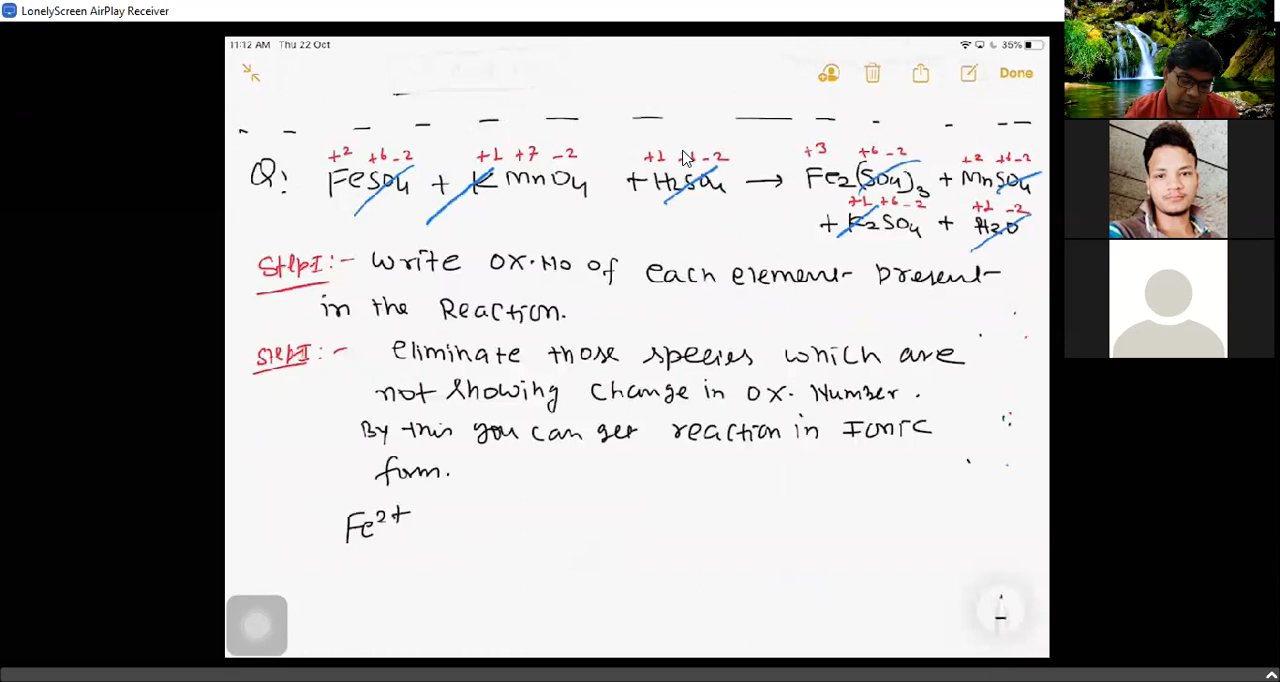 LonelyScreen AirPlay Receiver
11:12 AM Thu 22 Oct
35%
Done
+2 +6 -2 +1 +7 -2 +1 -2 +3 +6 -2 +2 +6 -2
Q: FeSO4 + K MnO4 + H2SO4 → Fe2(SO4)3 + MnSO4
+1 +6 -2 +1 -2
+ K2SO4 + H2O
Step I :- Write OX. No of each element present
in the Reaction.
Step II :- Eliminate those species which are
not showing change in OX. Number.
By this you can get reaction in Ionic
form.
Fe2+